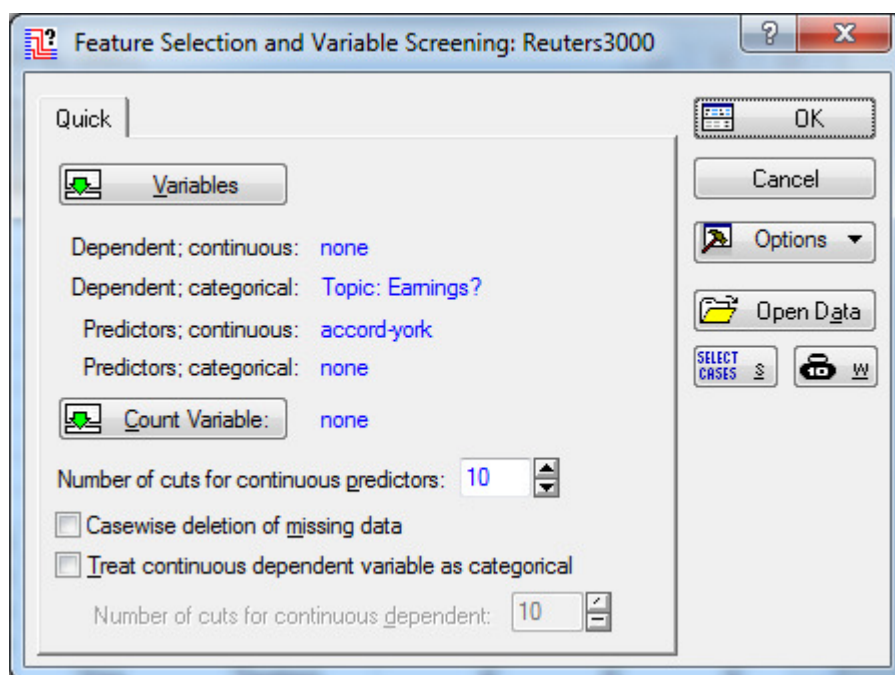 Feature Selection and Variable Screening: Reuters3000
Quick
Variables
Dependent; continuous: none
Dependent; categorical: Topic: Earnings?
Predictors; continuous: accord-york
Predictors; categorical: none
Count Variable: none
Number of cuts for continuous predictors: 10
Casewise deletion of missing data
Treat continuous dependent variable as categorical
Number of cuts for continuous dependent: 10
OK
Cancel
Options
Open Data
SELECT CASES S
10 W